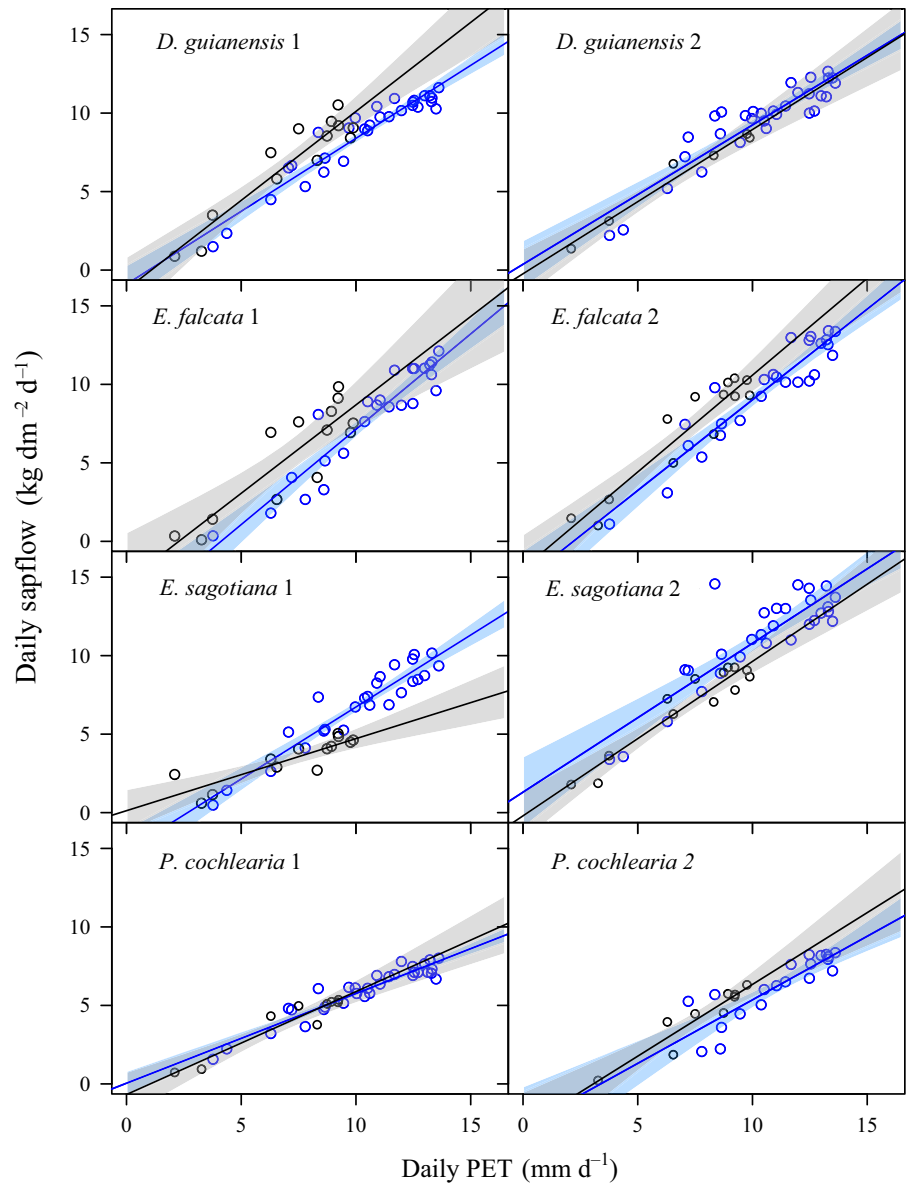 D. guianensis 1
D. guianensis 2
15
10
5
0
E. falcata 1
E. falcata 2
15
10
5
0
E. sagotiana 1
E. sagotiana 2
15
10
5
0
P. cochlearia 1
P. cochlearia 2
15
10
5
0
0 5 10 15
0 5 10 15
Daily sapflow (kg dm⁻² d⁻¹)
Daily PET (mm d⁻¹)